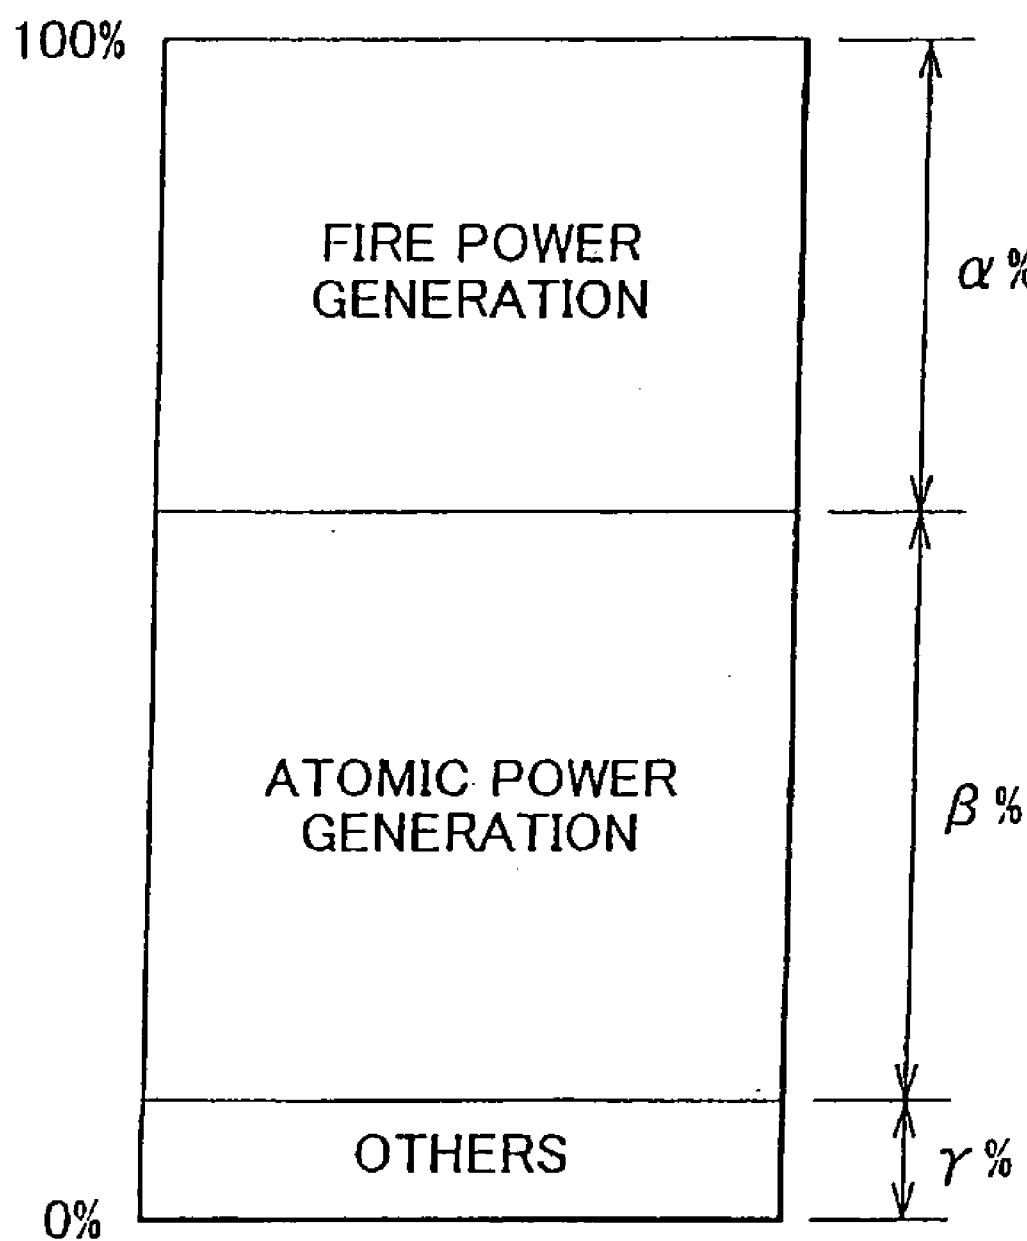 100%
FIRE POWER
GENERATION
α%
ATOMIC POWER
GENERATION
β%
OTHERS
γ%
0%